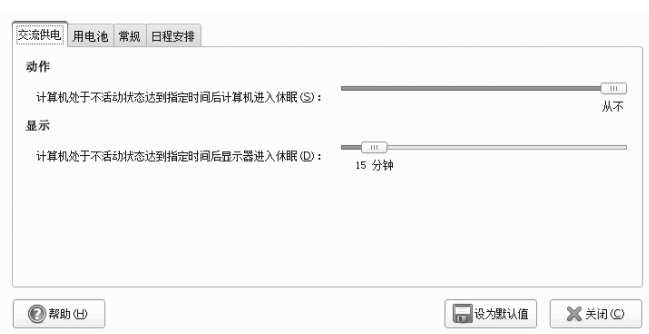 交流供电 用电池 常规 日程安排
动作
计算机处于不活动状态达到指定时间后计算机进入休眠(S)：
从不
显示
计算机处于不活动状态达到指定时间后显示器进入休眠(D)：
15 分钟
帮助(H) 设为默认值 关闭(C)